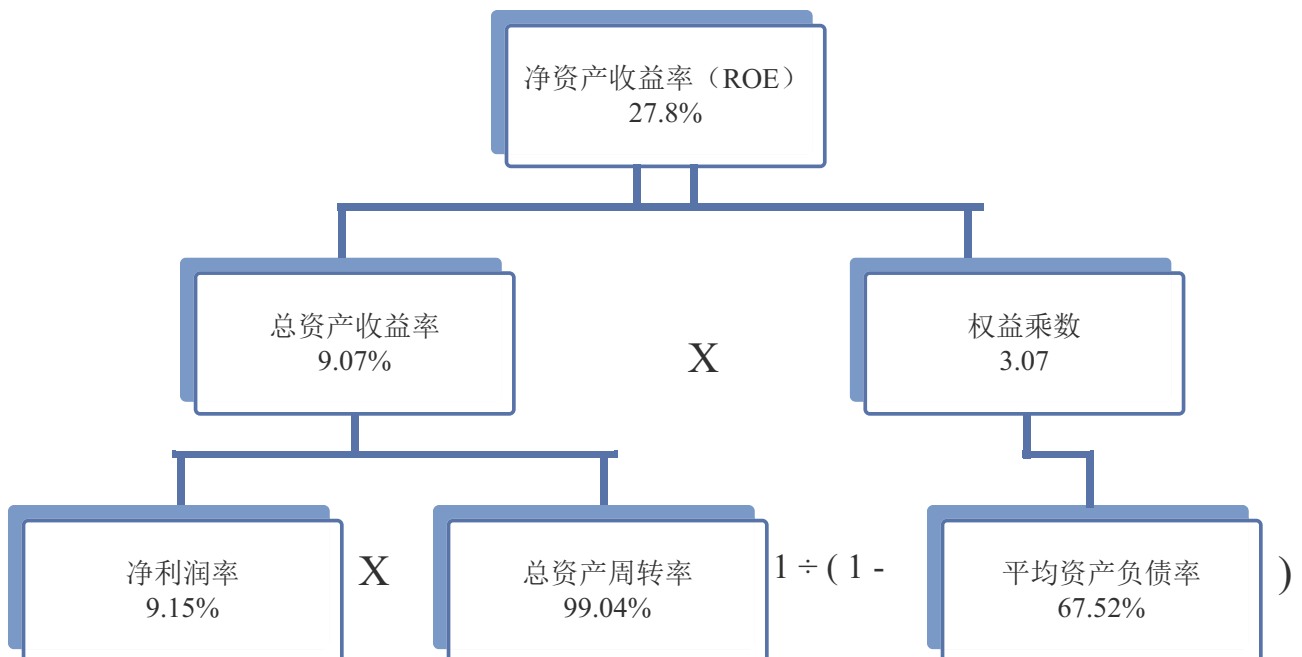 净资产收益率（ROE）
27.8%
总资产收益率
9.07%
X
权益乘数
3.07
净利润率
9.15%
X
总资产周转率
99.04%
1 ÷ ( 1 -
平均资产负债率
67.52%
)